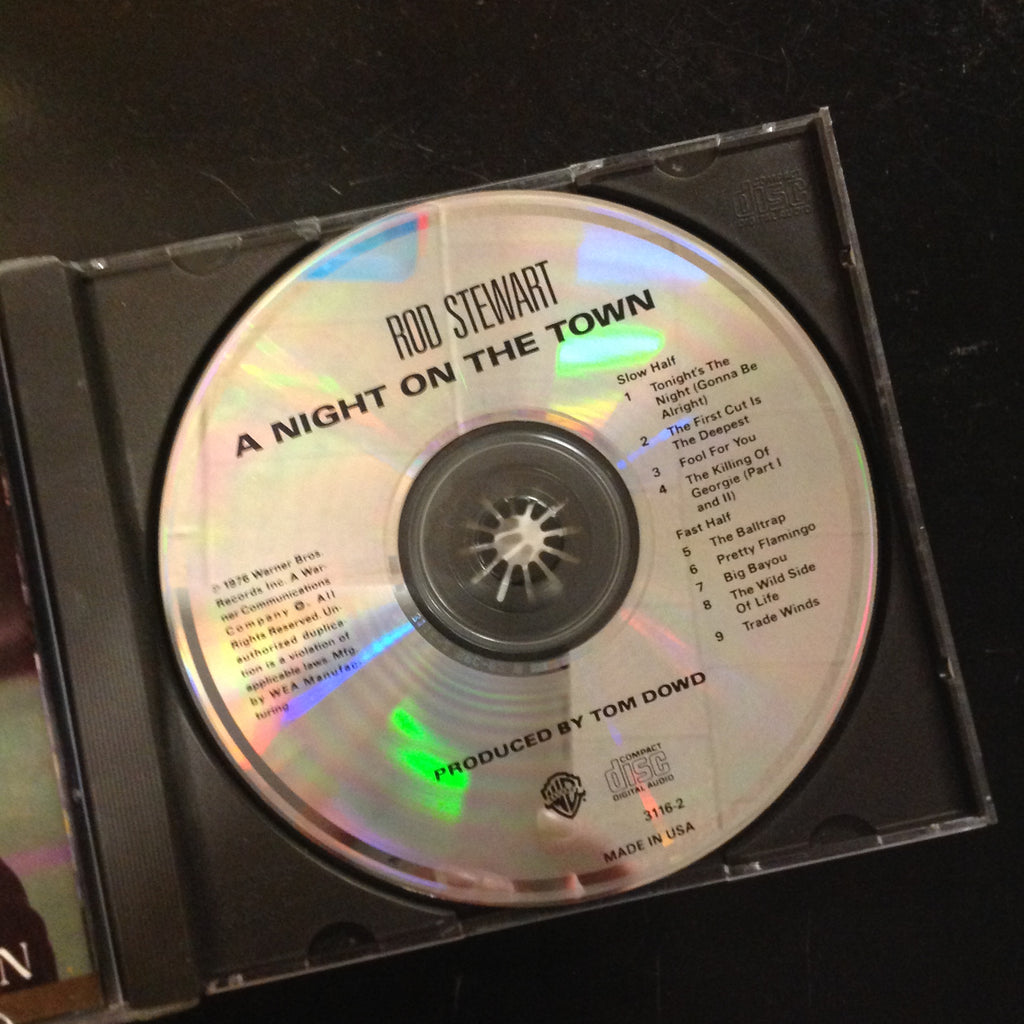 disc
ROD STEWART
A NIGHT ON THE TOWN
Slow Half
1 Tonight's The
Night (Gonna Be
Alright)
2 The First Cut Is
The Deepest
3 Fool For You
4 The Killing Of
Georgie (Part I
and II)
Fast Half
5 The Balltrap
6 Pretty Flamingo
7 Big Bayou
8 The Wild Side
Of Life
9 Trade Winds
℗ 1976 Warner Bros.
Records Inc. A War-
ner Communications
Company ©. All
Rights Reserved. Un-
authorized duplica-
tion is a violation of
applicable laws. Mfg.
by WEA Manufac-
turing.
PRODUCED BY TOM DOWD
COMPACT
disc
DIGITAL AUDIO
3116-2
MADE IN USA
N